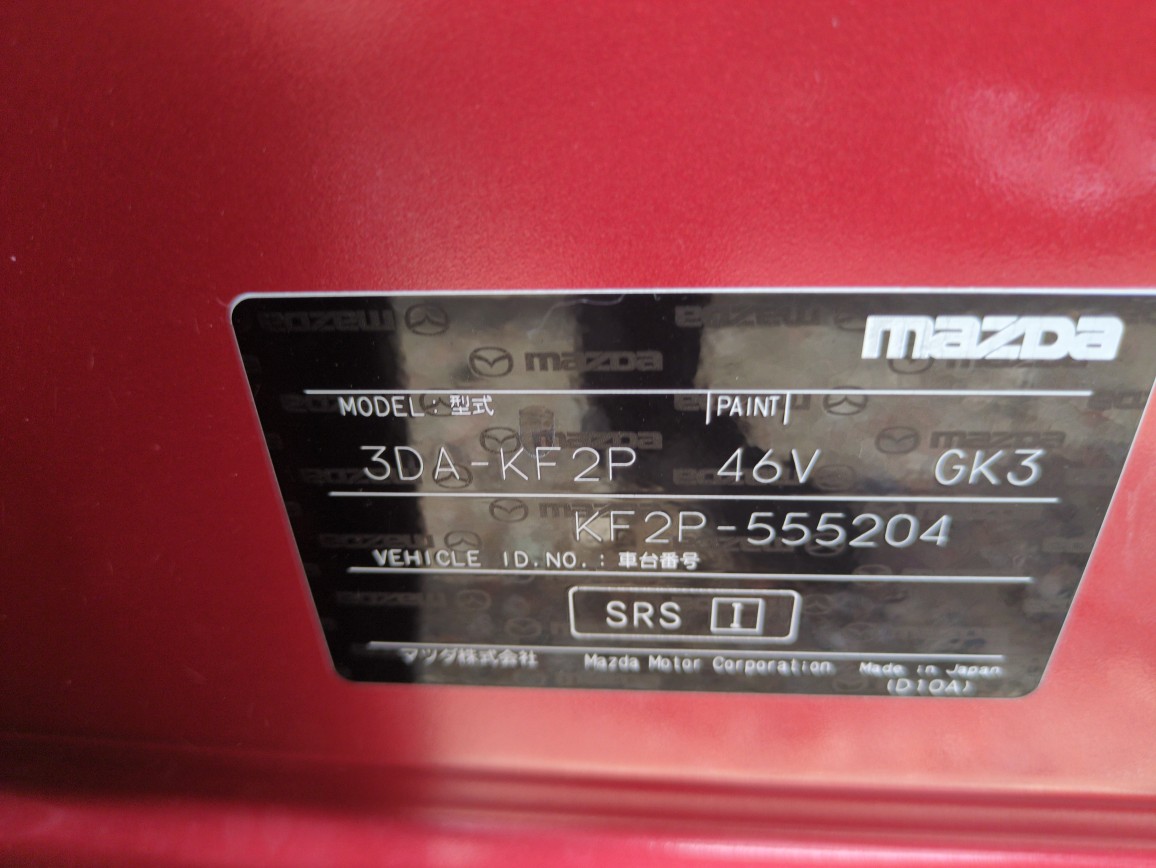 mazda
MODEL : 型式 PAINT
3DA-KF2P 46V GK3
KF2P-555204
VEHICLE ID.NO. : 車台番号
SRS I
マツダ株式会社 Mazda Motor Corporation Made in Japan
(D10A)